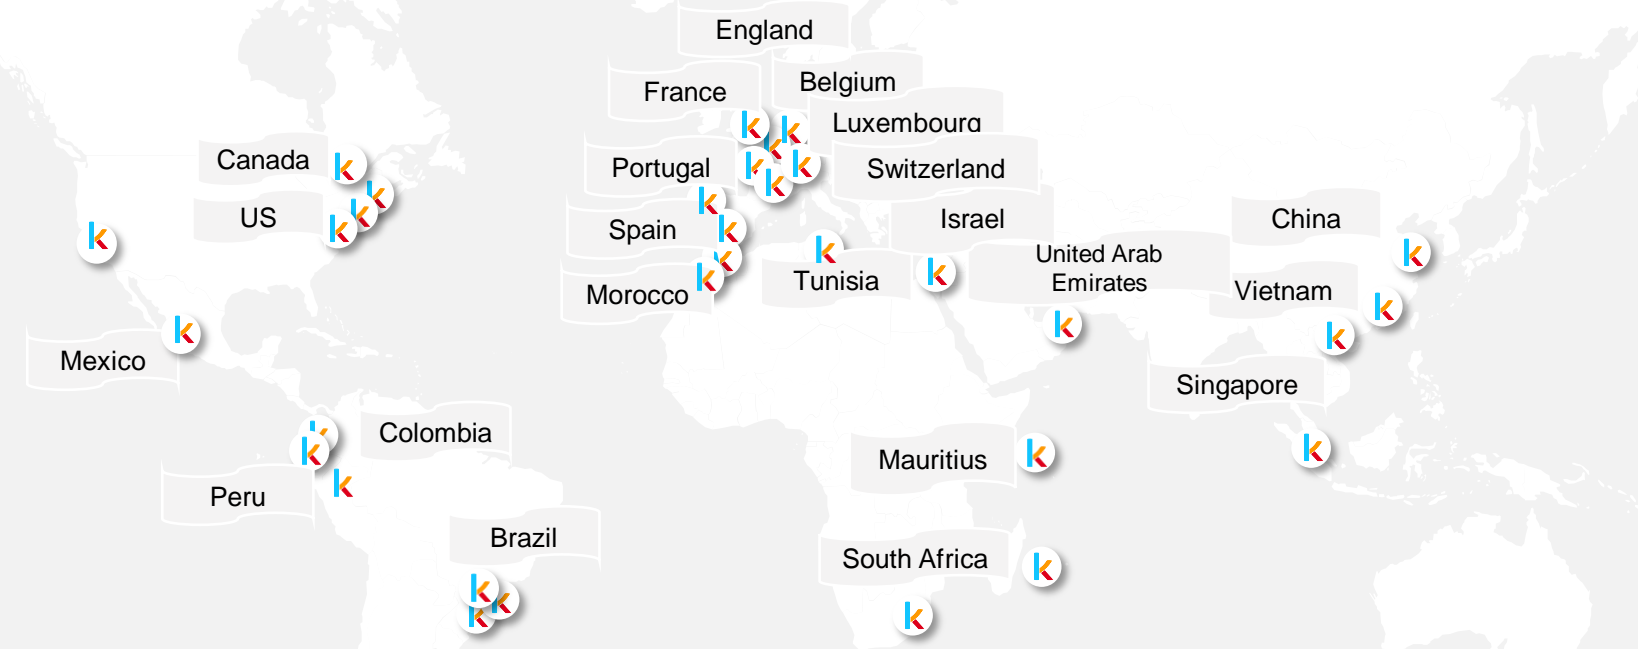 England
Belgium
France
Luxembourg
Canada
Portugal
Switzerland
US
Spain
Israel
China
United Arab
Emirates
Tunisia
Morocco
Vietnam
Mexico
Singapore
Colombia
Mauritius
Peru
Brazil
South Africa